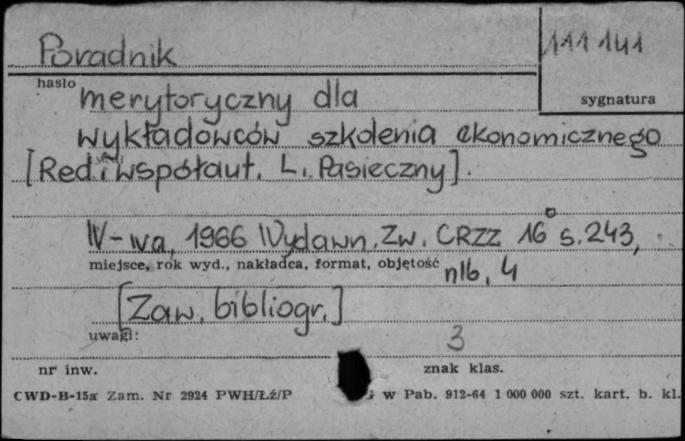 Poradnik
111 141
hasło
sygnatura
merytoryczny dla
wykładowców szkolenia ekonomicznego
[Red. i współaut. L. Pasieczny].
W-wa, 1966 Wydawn. Zw. CRZZ 16° s. 243,
miejsce, rok wyd., nakładca, format, objętość
nlb, 4
[Zaw. bibliogr.]
uwagi:
3
nr inw.
znak klas.
CWD-B-15a Zam. Nr 2924 PWH/Łź/P
w Pab. 912-64 1 000 000 szt. kart. b. kl.